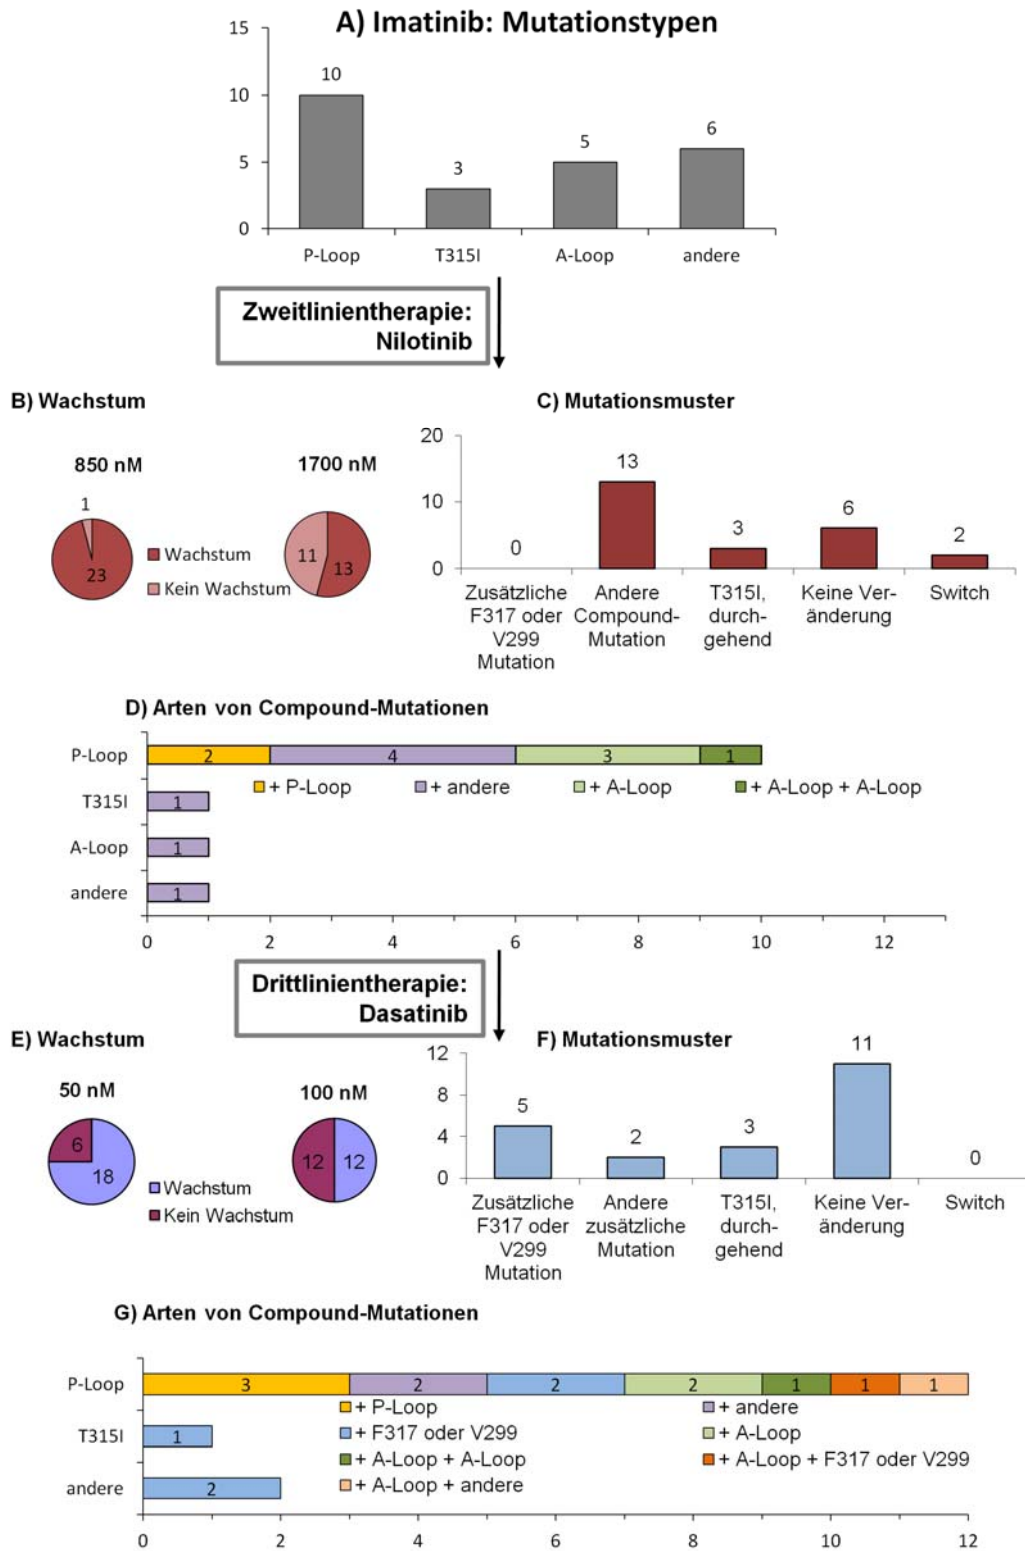 A) Imatinib: Mutationstypen
15
10
5
0
10
3
5
6
P-Loop
T315I
A-Loop
andere
Zweitlinientherapie:
Nilotinib
B) Wachstum
850 nM
1700 nM
1
23
11
13
Wachstum
Kein Wachstum
C) Mutationsmuster
20
10
0
0
13
3
6
2
Zusätzliche
F317 oder
V299
Mutation
Andere
Compound-
Mutation
T315I,
durch-
gehend
Keine Ver-
änderung
Switch
D) Arten von Compound-Mutationen
P-Loop
2
4
3
1
+ P-Loop
+ andere
+ A-Loop
+ A-Loop + A-Loop
T315I
1
A-Loop
1
andere
1
0
2
4
6
8
10
12
Drittlinientherapie:
Dasatinib
E) Wachstum
50 nM
100 nM
6
18
12
12
Wachstum
Kein Wachstum
F) Mutationsmuster
12
8
4
0
5
2
3
11
0
Zusätzliche
F317 oder
V299
Mutation
Andere
zusätzliche
Mutation
T315I,
durch-
gehend
Keine Ver-
änderung
Switch
G) Arten von Compound-Mutationen
P-Loop
3
2
2
2
1
1
1
+ P-Loop
+ andere
+ F317 oder V299
+ A-Loop
+ A-Loop + A-Loop
+ A-Loop + F317 oder V299
+ A-Loop + andere
T315I
1
andere
2
0
2
4
6
8
10
12